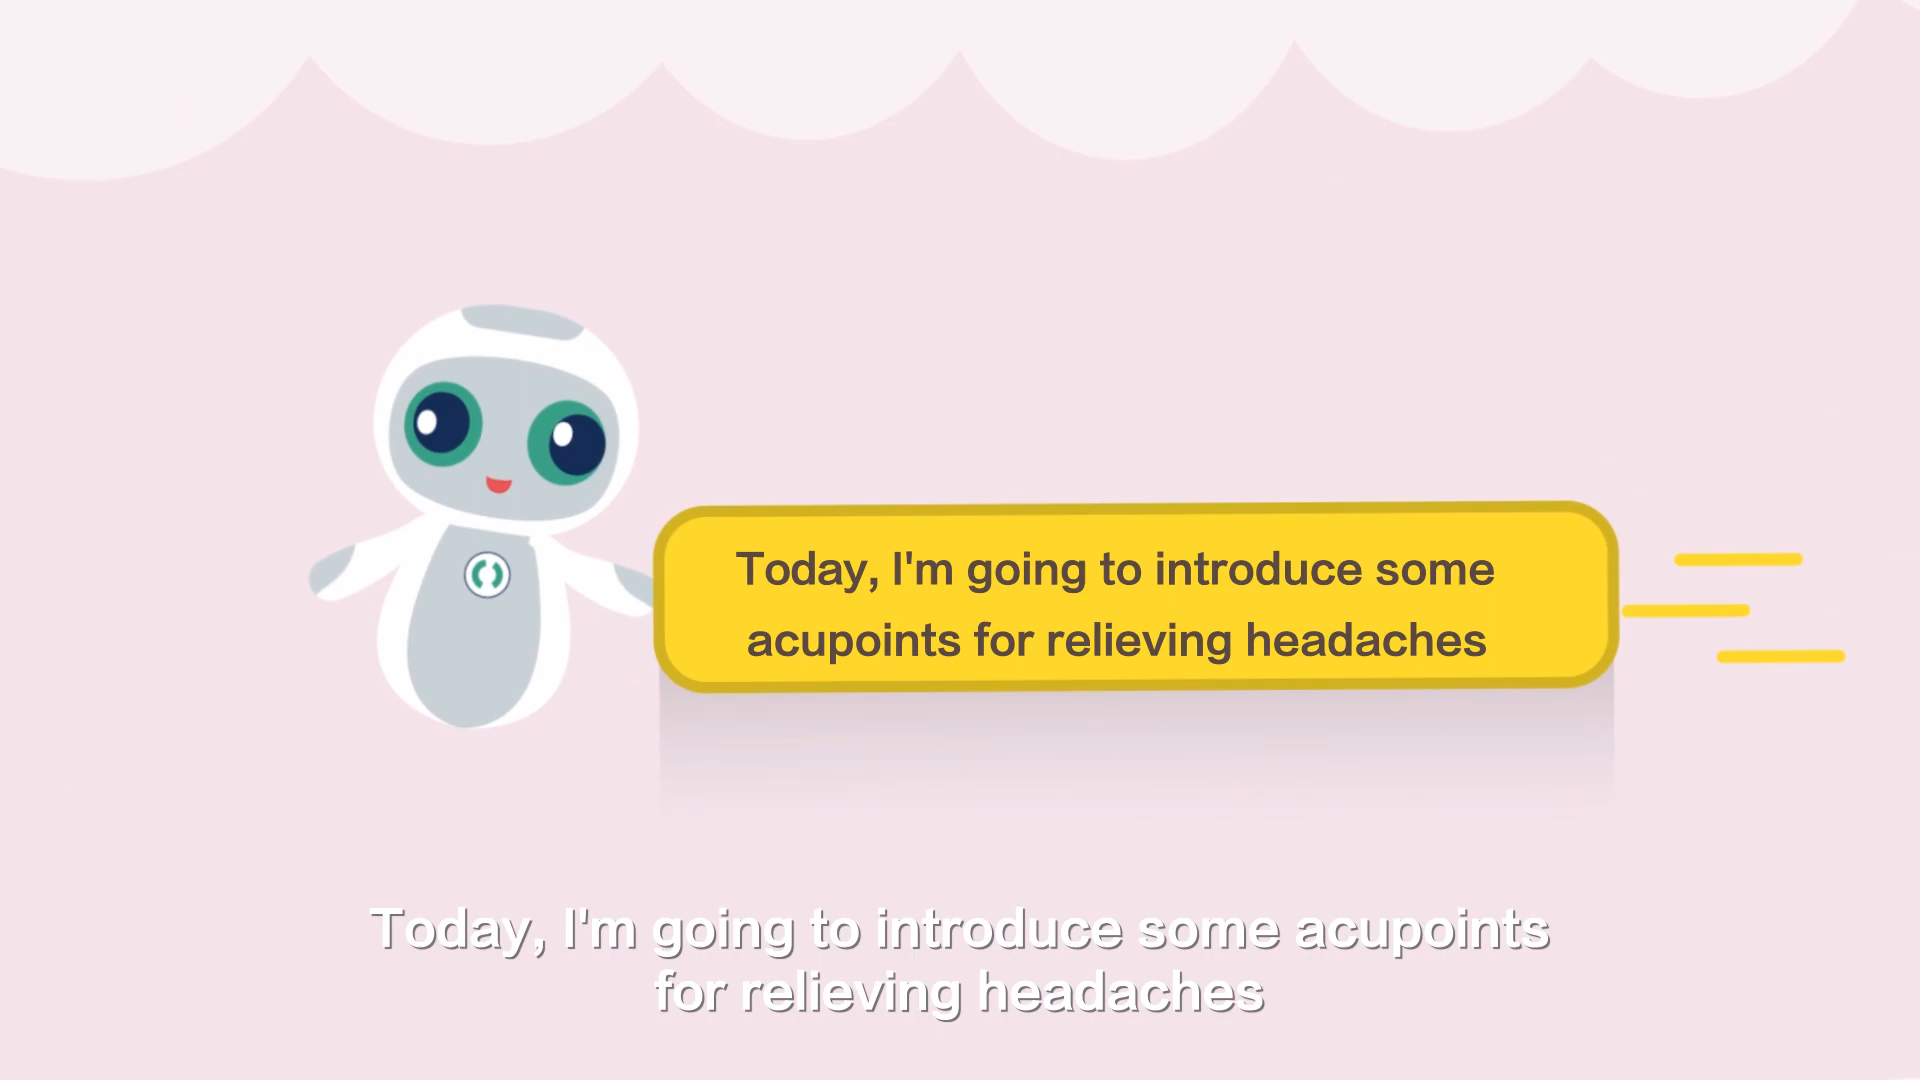 Today, I'm going to introduce some
acupoints for relieving headaches
Today, I'm going to introduce some acupoints
for relieving headaches